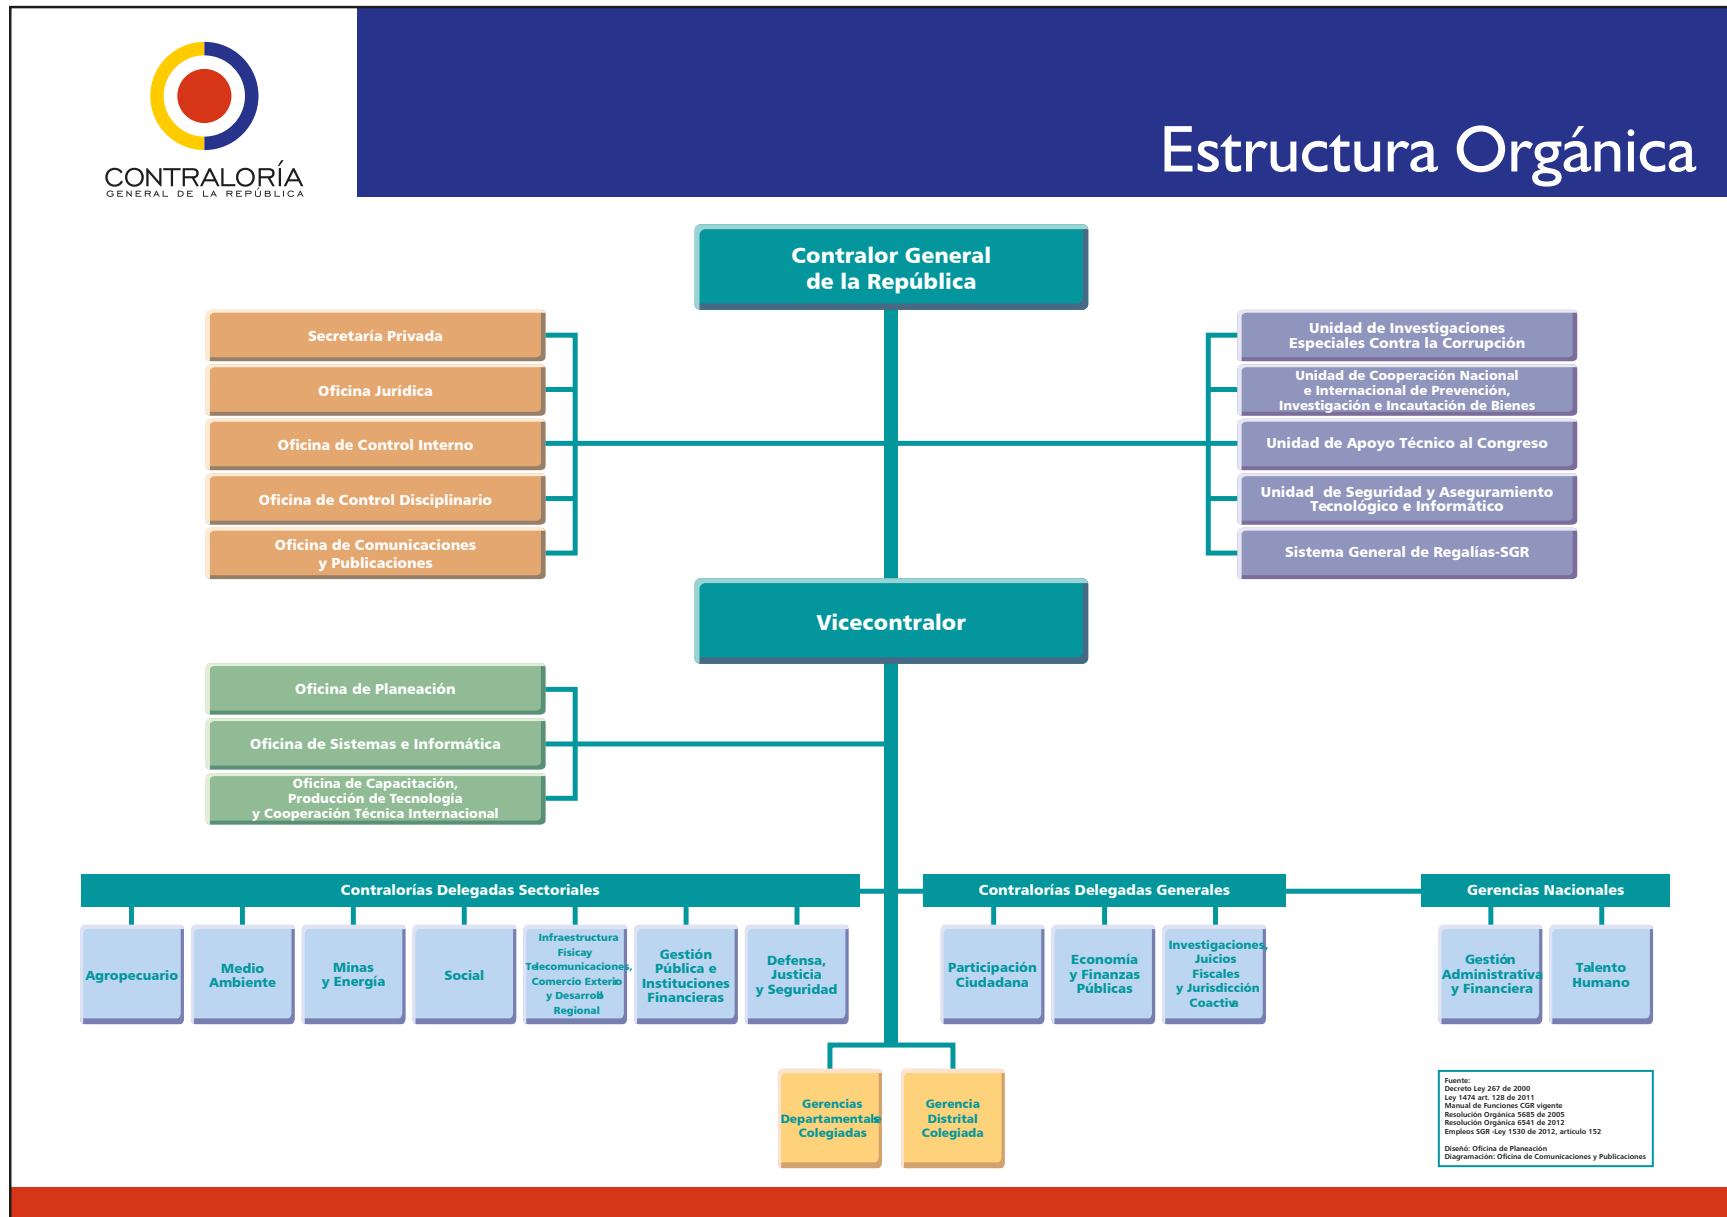 CONTRALORÍA
GENERAL DE LA REPÚBLICA
Estructura Orgánica
Contralor General
de la República
Secretaría Privada
Oficina Jurídica
Oficina de Control Interno
Oficina de Control Disciplinario
Oficina de Comunicaciones
y Publicaciones
Unidad de Investigaciones
Especiales Contra la Corrupción
Unidad de Cooperación Nacional
e Internacional de Prevención,
Investigación e Incautación de Bienes
Unidad de Apoyo Técnico al Congreso
Unidad de Seguridad y Aseguramiento
Tecnológico e Informático
Sistema General de Regalías-SGR
Vicecontralor
Oficina de Planeación
Oficina de Sistemas e Informática
Oficina de Capacitación,
Producción de Tecnología
y Cooperación Técnica Internacional
Contralorías Delegadas Sectoriales
Agropecuario
Medio
Ambiente
Minas
y Energía
Social
Infraestructura
Fisicay
Telecomunicaciones,
Comercio Exterio
y Desarrollo
Regional
Gestión
Pública e
Instituciones
Financieras
Defensa,
Justicia
y Seguridad
Contralorías Delegadas Generales
Participación
Ciudadana
Economía
y Finanzas
Públicas
Investigaciones,
Juicios
Fiscales
y Jurisdicción
Coactiva
Gerencias Nacionales
Gestión
Administrativa
y Financiera
Talento
Humano
Gerencias
Departamentales
Colegiadas
Gerencia
Distrital
Colegiada
Fuente:
Decreto Ley 267 de 2000
Ley 1474 art. 128 de 2011
Manual de Funciones CGR vigente
Resolución Orgánica 5685 de 2005
Resolución Orgánica 6541 de 2012
Empleos SGR -Ley 1530 de 2012, artículo 152
Diseñó: Oficina de Planeación
Diagramación: Oficina de Comunicaciones y Publicaciones